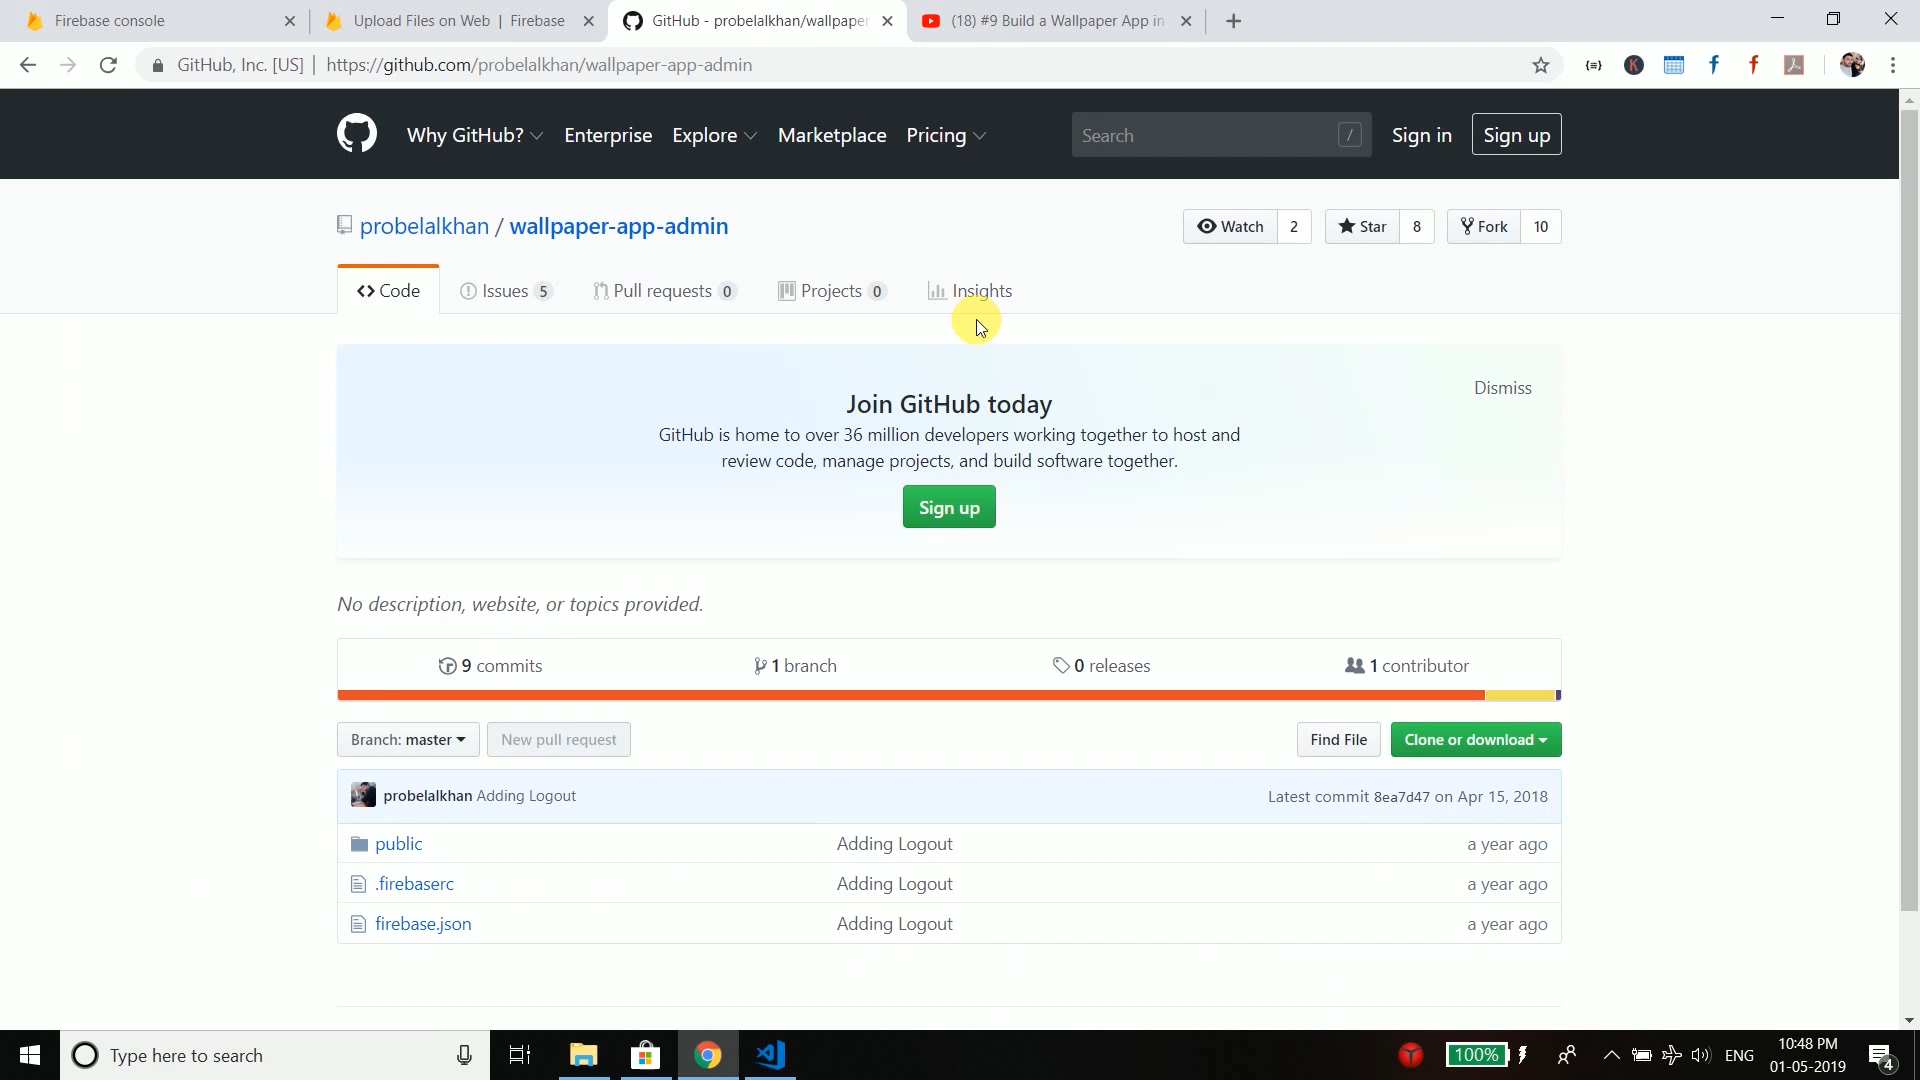 Firebase console
Upload Files on Web | Firebase
GitHub - probelalkhan/wallpaper
(18) #9 Build a Wallpaper App in
GitHub, Inc. [US] | https://github.com/probelalkhan/wallpaper-app-admin
Why GitHub? Enterprise Explore Marketplace Pricing Search / Sign in Sign up
probelalkhan / wallpaper-app-admin
Watch 2 Star 8 Fork 10
Code Issues 5 Pull requests 0 Projects 0 Insights
Dismiss
Join GitHub today
GitHub is home to over 36 million developers working together to host and
review code, manage projects, and build software together.
Sign up
No description, website, or topics provided.
9 commits 1 branch 0 releases 1 contributor
Branch: master New pull request Find File Clone or download
probelalkhan Adding Logout Latest commit 8ea7d47 on Apr 15, 2018
public Adding Logout a year ago
.firebaserc Adding Logout a year ago
firebase.json Adding Logout a year ago
Type here to search
100%
ENG
10:48 PM
01-05-2019
4